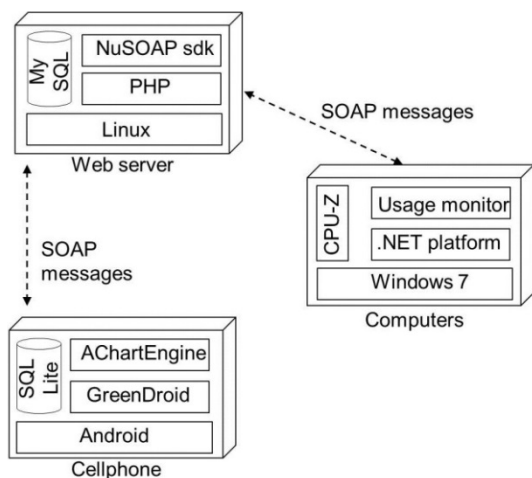 My
SQL
NuSOAP sdk
PHP
Linux
Web server
SOAP messages
CPU-Z
Usage monitor
.NET platform
Windows 7
Computers
SOAP
messages
SQL
Lite
AChartEngine
GreenDroid
Android
Cellphone